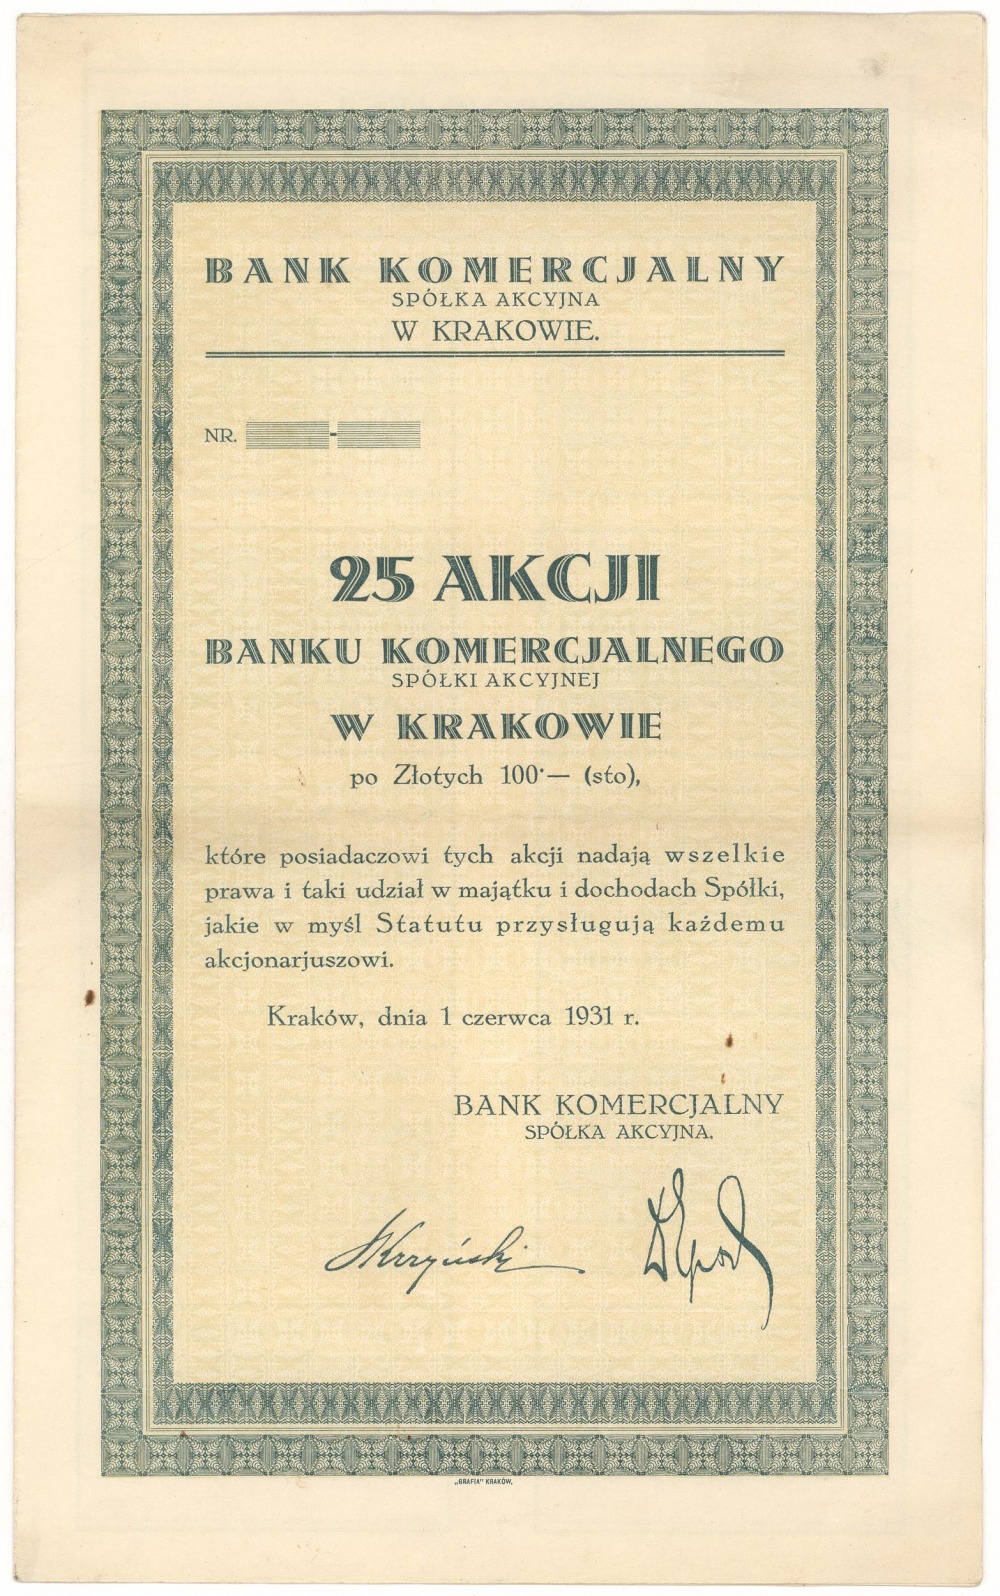 BANK KOMERCJALNY
SPÓŁKA AKCYJNA
W KRAKOWIE.
NR. -
25 AKCJI
BANKU KOMERCJALNEGO
SPÓŁKI AKCYJNEJ
W KRAKOWIE
po Złotych 100·— (sto),
które posiadaczowi tych akcji nadają wszelkie
prawa i taki udział w majątku i dochodach Spółki,
jakie w myśl Statutu przysługują każdemu
akcjonarjuszowi.
Kraków, dnia 1 czerwca 1931 r.
BANK KOMERCJALNY
SPÓŁKA AKCYJNA.
„GRAFIA" KRAKÓW.